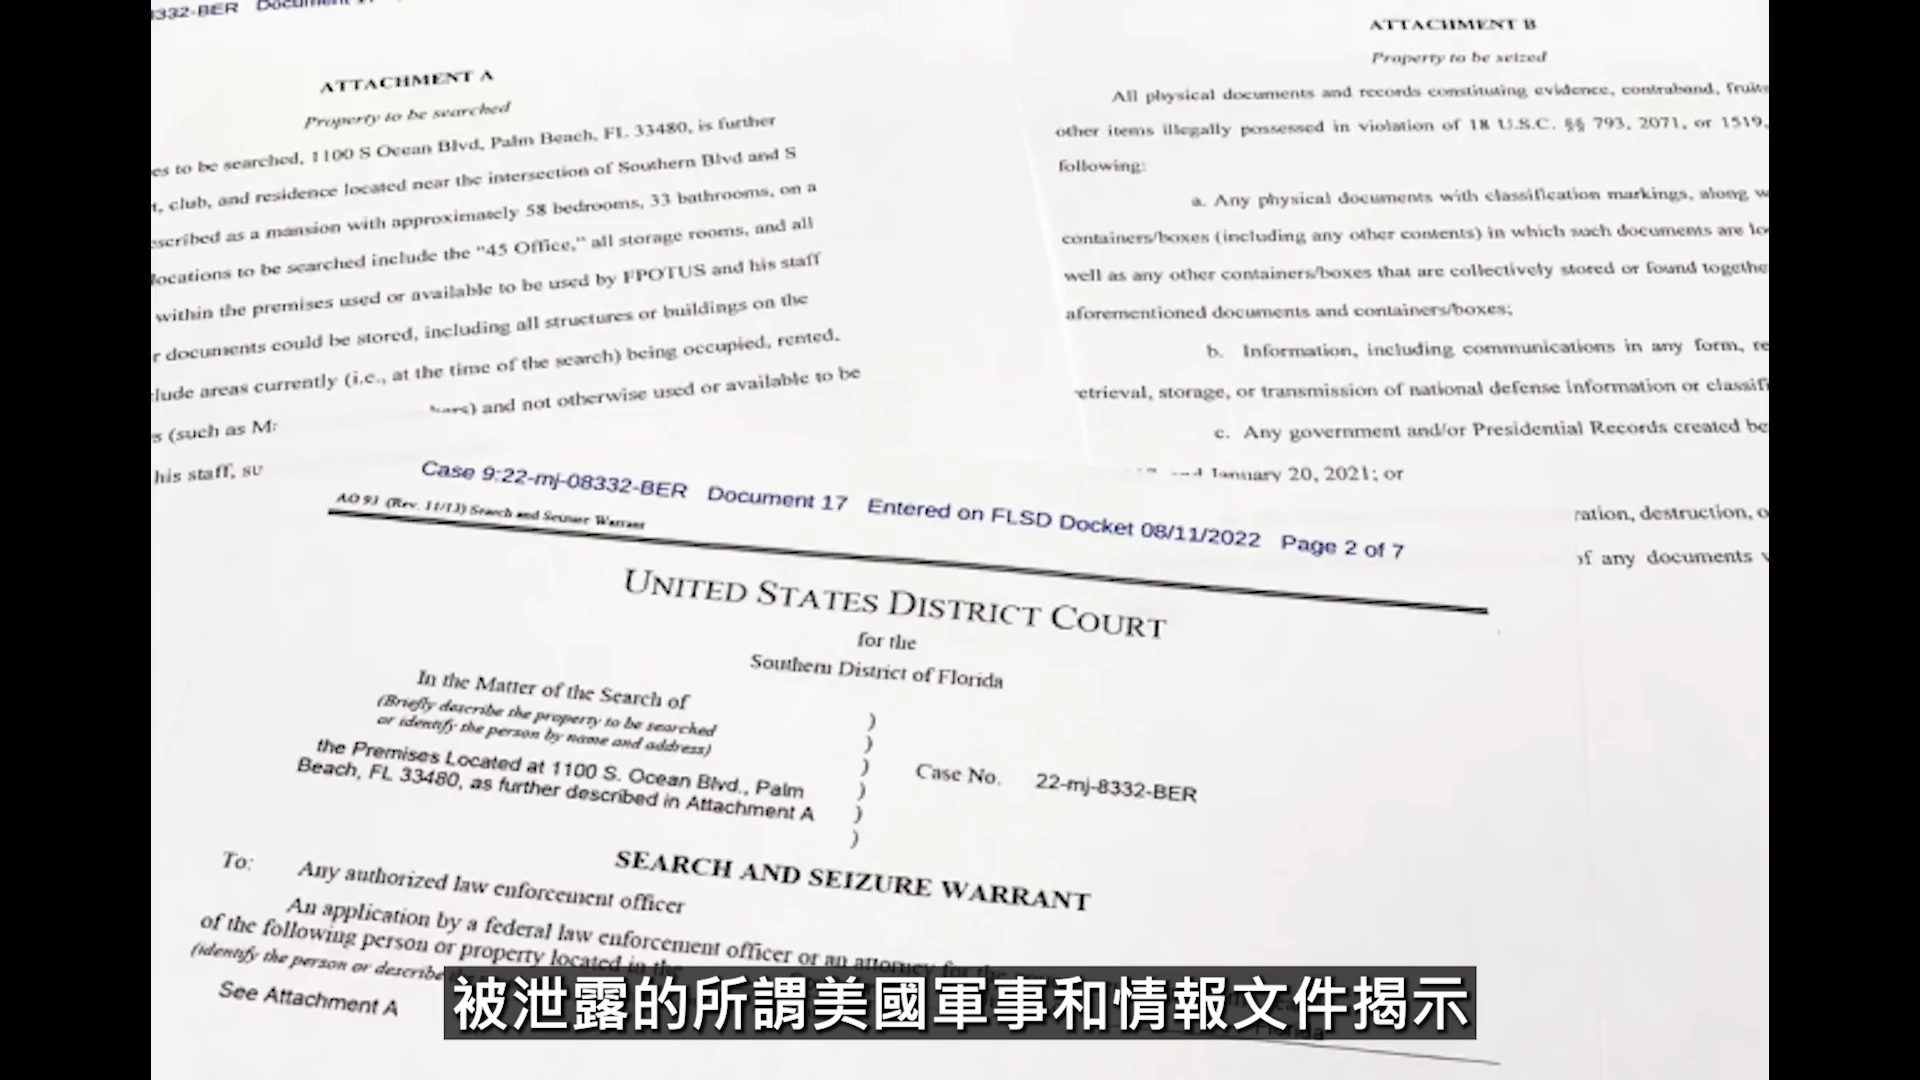 332-BER Document 17
ATTACHMENT A
Property to be searched
es to be searched, 1100 S Ocean Blvd, Palm Beach, FL 33480, is further
t, club, and residence located near the intersection of Southern Blvd and S
scribed as a mansion with approximately 58 bedrooms, 33 bathrooms, on a
locations to be searched include the "45 Office," all storage rooms, and all
within the premises used or available to be used by FPOTUS and his staff
r documents could be stored, including all structures or buildings on the
lude areas currently (i.e., at the time of the search) being occupied, rented,
and not otherwise used or available to be
s (such as
his staff, su
ATTACHMENT B
Property to be seized
All physical documents and records constituting evidence, contraband, fruits
other items illegally possessed in violation of 18 U.S.C. §§ 793, 2071, or 1519,
following:
a. Any physical documents with classification markings, along w
containers/boxes (including any other contents) in which such documents are lo
well as any other containers/boxes that are collectively stored or found togethe
aforementioned documents and containers/boxes;
b. Information, including communications in any form, re
etrieval, storage, or transmission of national defense information or classifi
c. Any government and/or Presidential Records created be
and January 20, 2021; or
ration, destruction, o
of any documents
Case 9:22-mj-08332-BER Document 17 Entered on FLSD Docket 08/11/2022 Page 2 of 7
AO 93 (Rev. 11/13) Search and Seizure Warrant
UNITED STATES DISTRICT COURT
for the
Southern District of Florida
In the Matter of the Search of
(Briefly describe the property to be searched
or identify the person by name and address)
the Premises Located at 1100 S. Ocean Blvd., Palm
Beach, FL 33480, as further described in Attachment A
)
)
)
)
)
)
Case No. 22-mj-8332-BER
SEARCH AND SEIZURE WARRANT
To: Any authorized law enforcement officer
An application by a federal law enforcement officer or an attorney for the
of the following person or property located in the
(identify the person or describe
See Attachment A
被泄露的所謂美國軍事和情報文件揭示